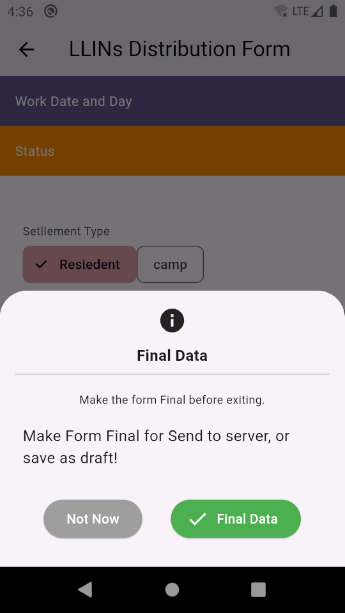 4:36 LTE
LLINs Distribution Form
Work Date and Day
Status
Setllement Type
Resiedent camp
Final Data
Make the form Final before exiting.
Make Form Final for Send to server, or
save as draft!
Not Now Final Data